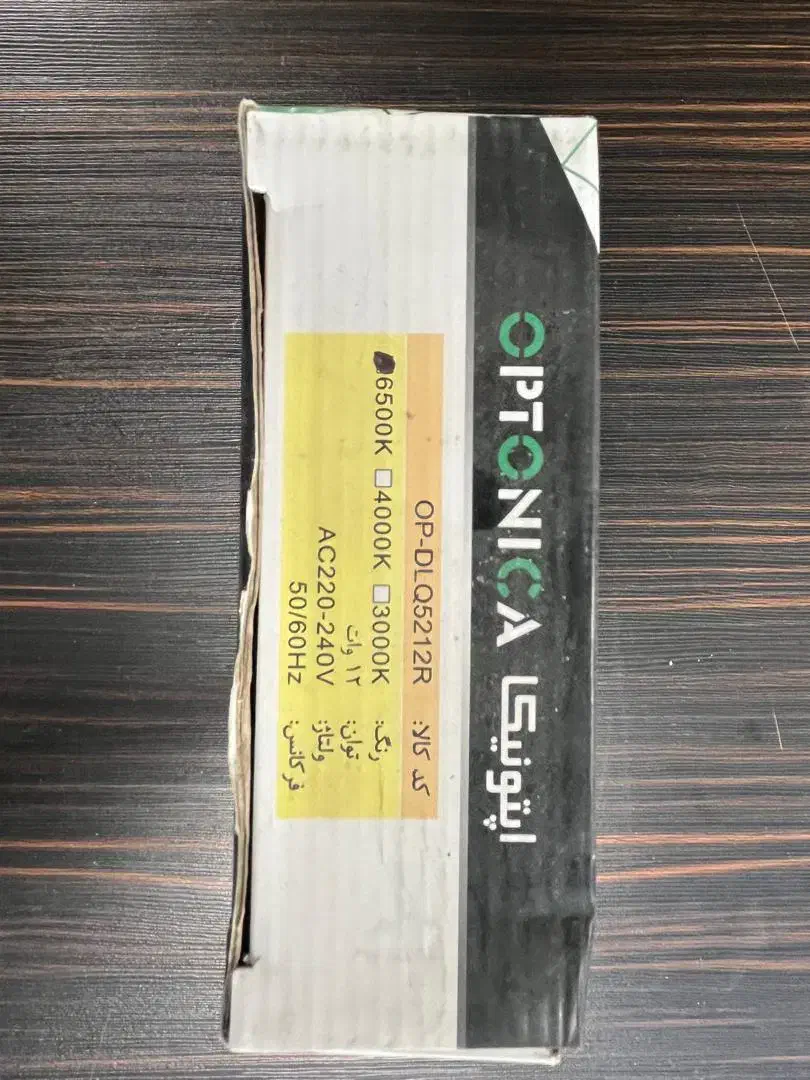 OPTONICA اپتونیکا
کد کالا: OP-DLQ5212R
رنگ: 6500K 4000K 3000K
توان: ۱۲ وات
ولتاژ: AC220-240V
فرکانس: 50/60Hz